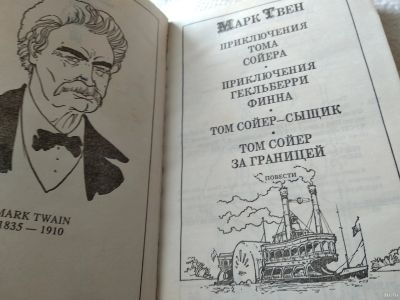 MARK TWAIN
1835 — 1910
МАРК ТВЕН
ПРИКЛЮЧЕНИЯ
ТОМА
СОЙЕРА
•
ПРИКЛЮЧЕНИЯ
ГЕКЛЬБЕРРИ
ФИННА
•
ТОМ СОЙЕР—СЫЩИК
•
ТОМ СОЙЕР
ЗА ГРАНИЦЕЙ
ПОВЕСТИ